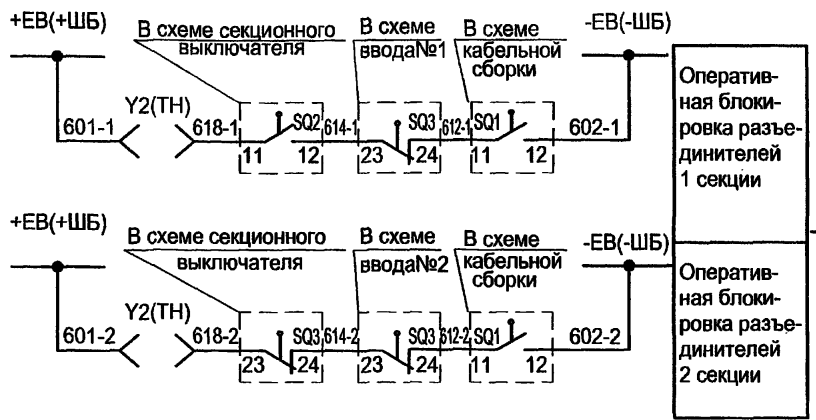 +ЕВ(+ШБ)
В схеме секционного
выключателя
В схеме
ввода№1
В схеме
кабельной
сборки
-ЕВ(-ШБ)
601-1
Y2(ТН)
618-1
SQ2
11
12
614-1
SQ3
23
24
612-1
SQ1
11
12
602-1
Оператив-
ная блоки-
ровка разъе-
динителей
1 секции
+ЕВ(+ШБ)
В схеме секционного
выключателя
В схеме
ввода№2
В схеме
кабельной
сборки
-ЕВ(-ШБ)
601-2
Y2(ТН)
618-2
SQ3
23
24
614-2
SQ3
23
24
612-2
SQ1
11
12
602-2
Оператив-
ная блоки-
ровка разъе-
динителей
2 секции